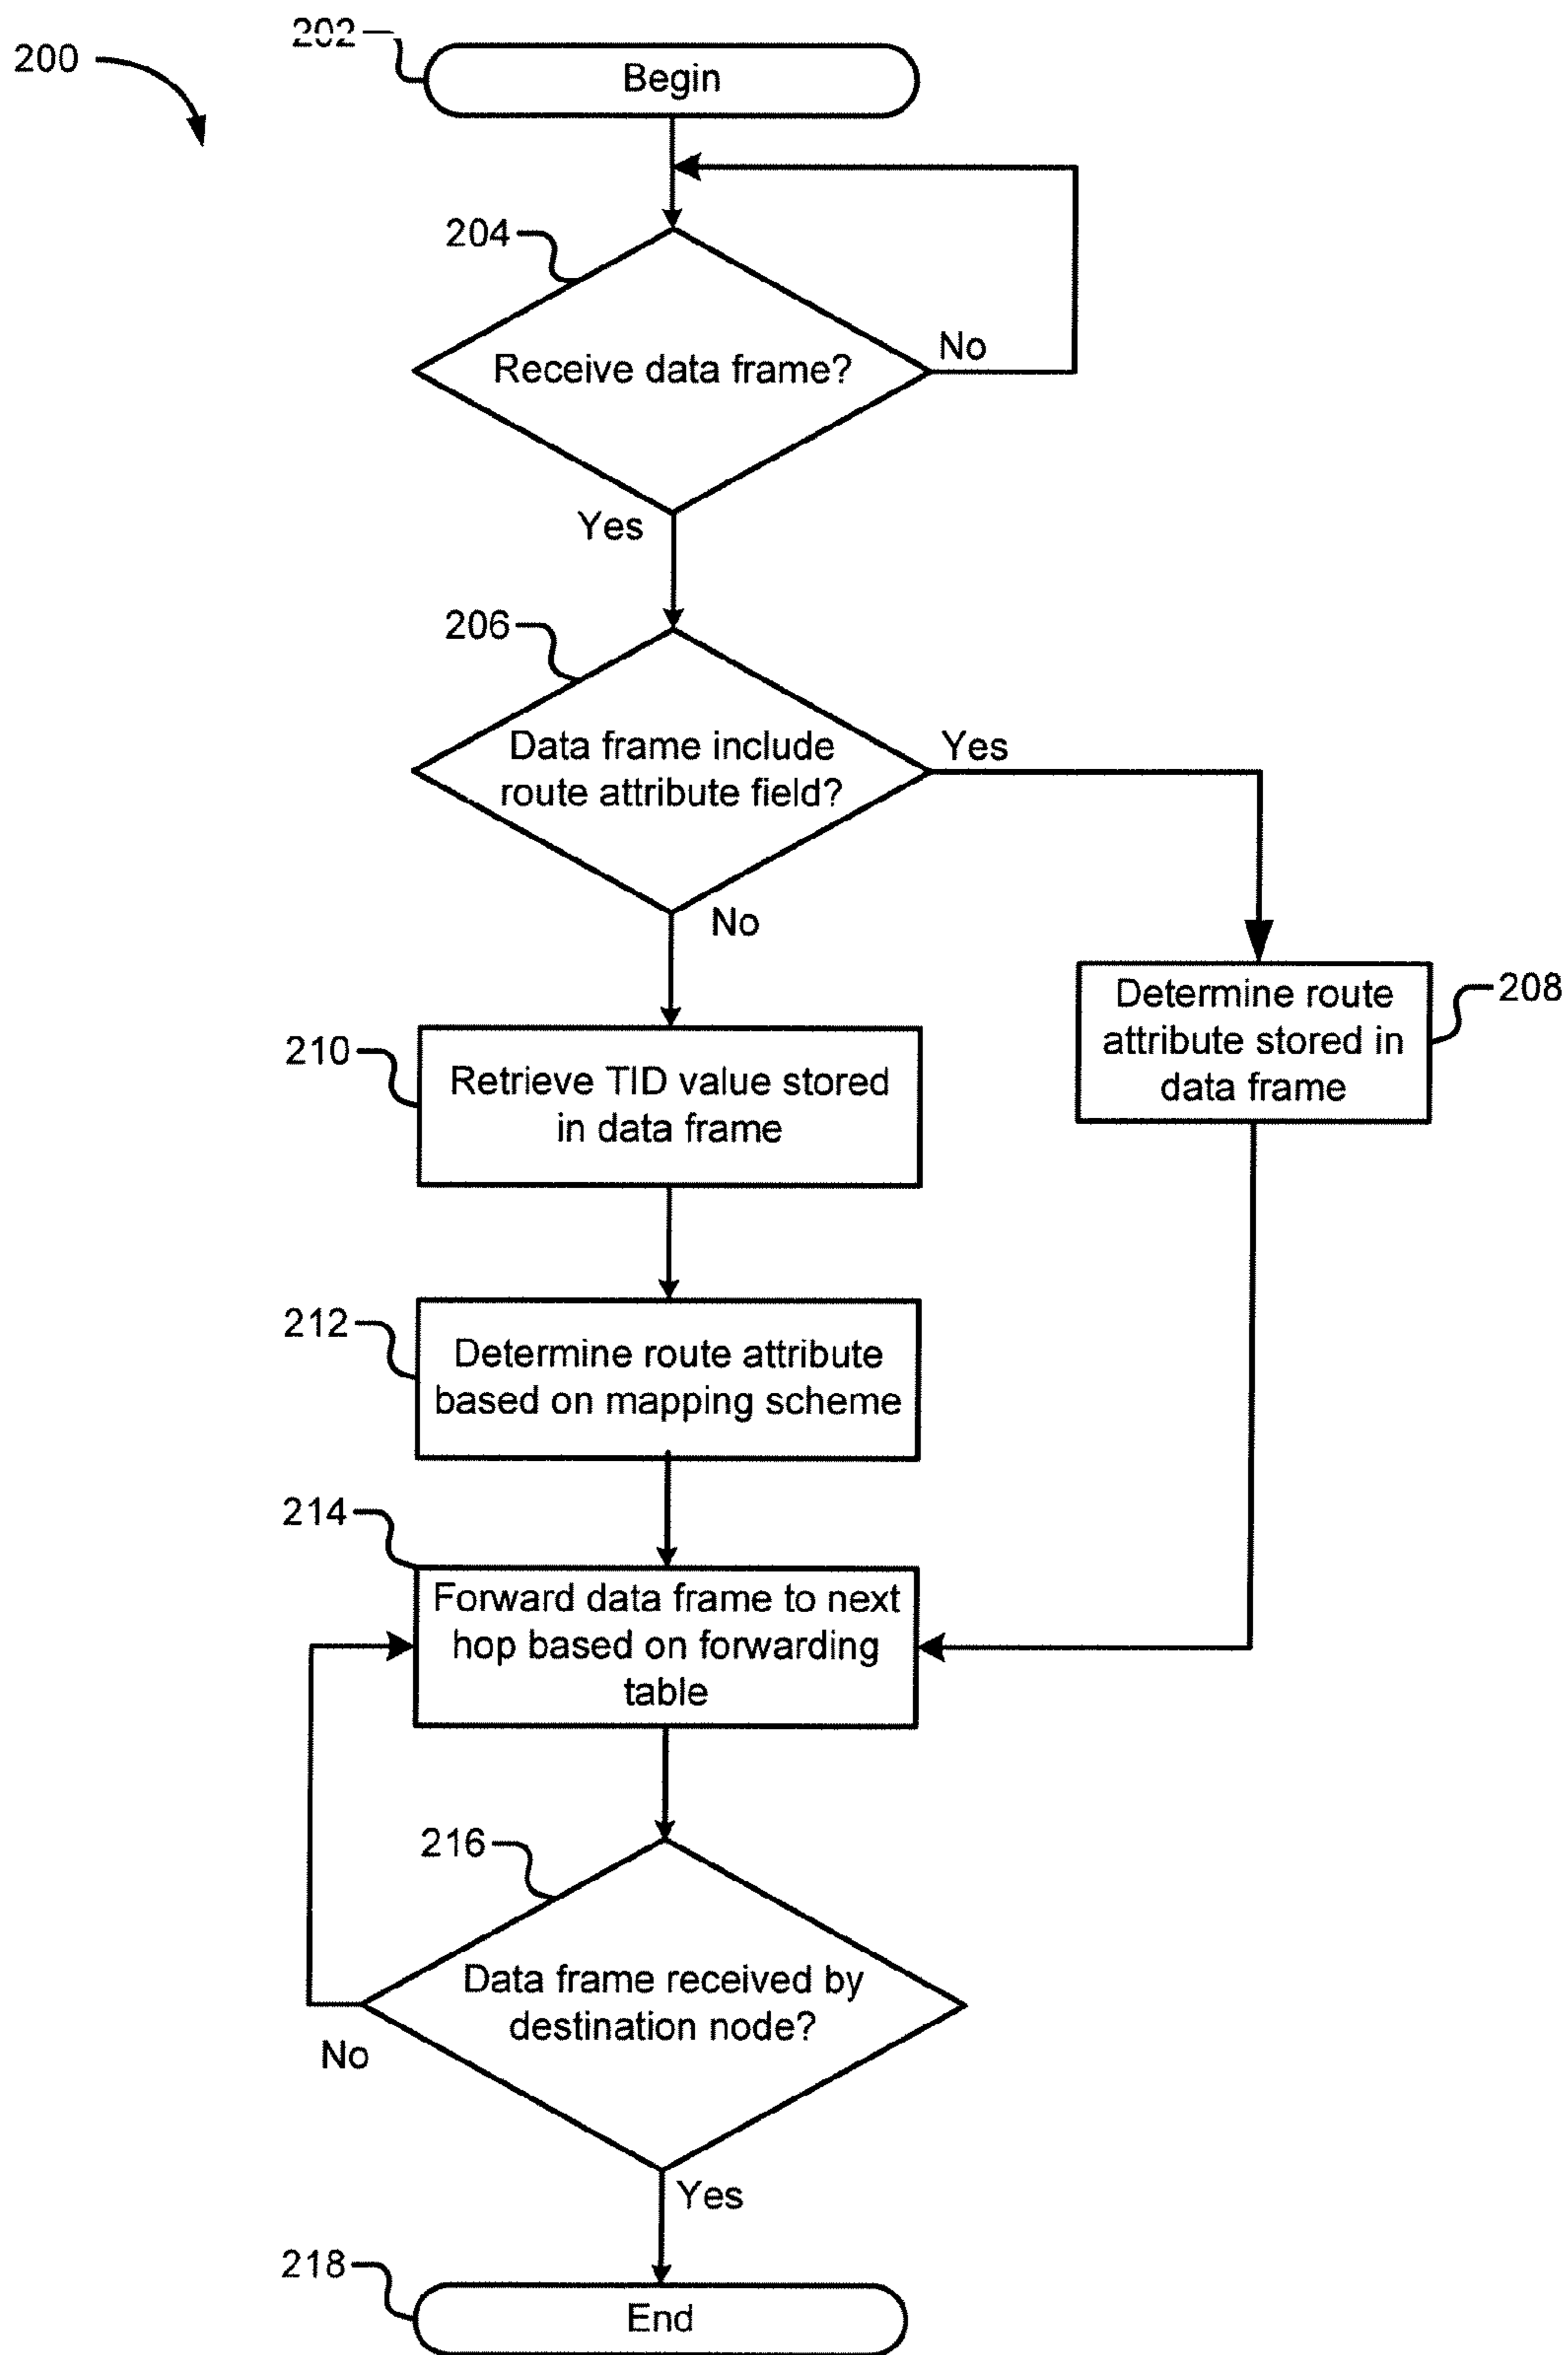 202
200
Begin
204
No
Receive data frame?
Yes
206
Data frame include
route attribute field?
Yes
No
Determine route
attribute stored in
data frame
208
210
Retrieve TID value stored
in data frame
212
Determine route attribute
based on mapping scheme
214
Forward data frame to next
hop based on forwarding
table
216
Data frame received by
destination node?
No
Yes
218
End